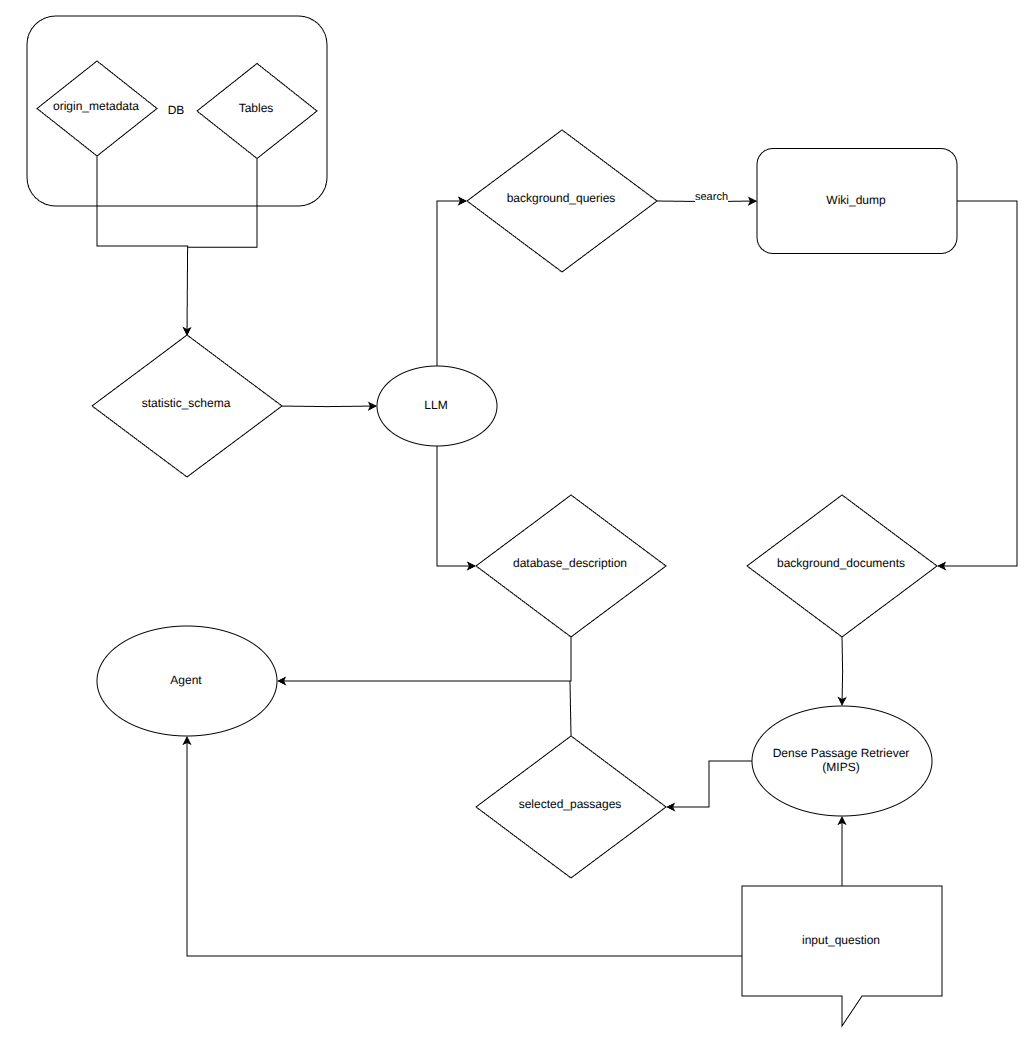 origin_metadata
DB
Tables
background_queries
search
Wiki_dump
statistic_schema
LLM
database_description
background_documents
Agent
Dense Passage Retriever
(MIPS)
selected_passages
input_question